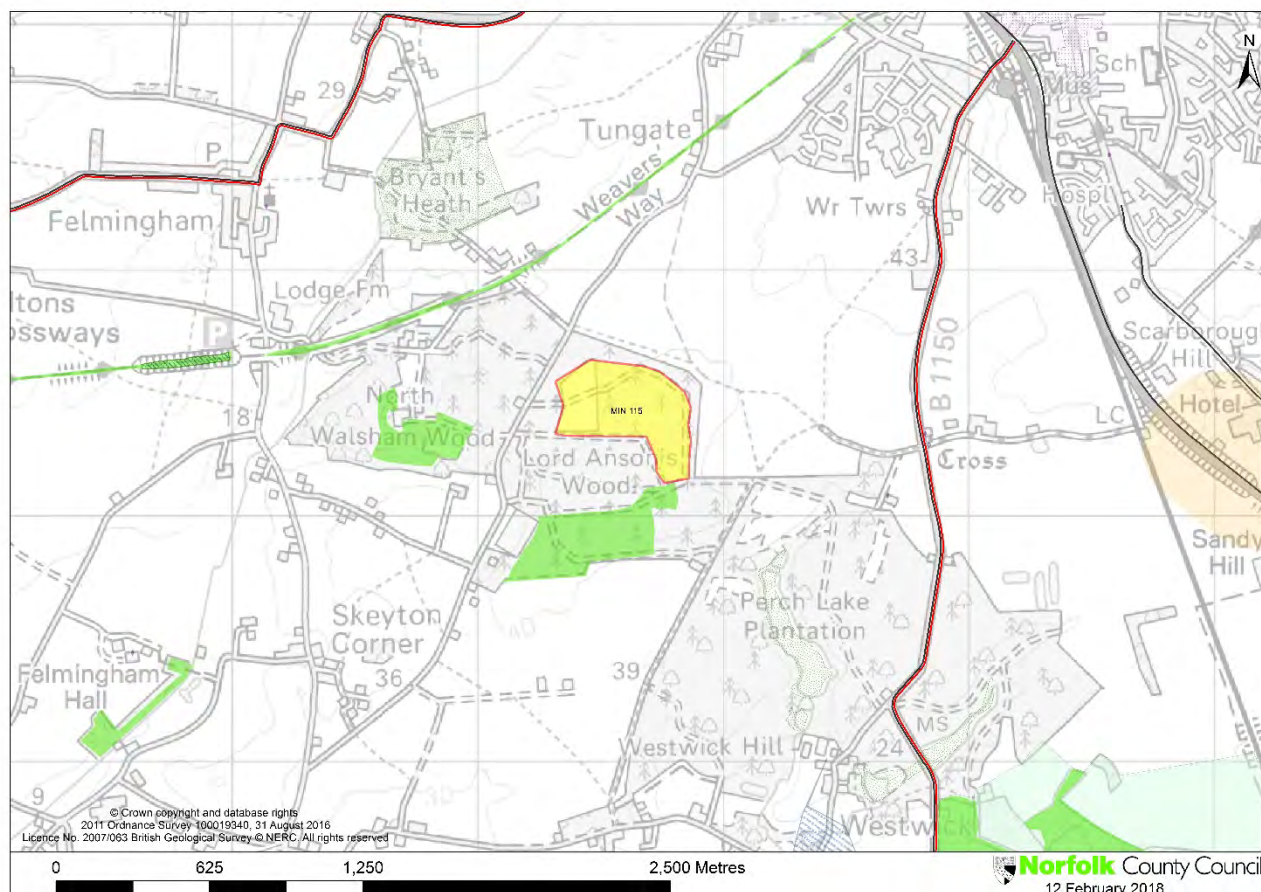 N
Sch
Mus
29
Tungate
P
Bryant's
Heath
Weavers'
Way
Wr Twrs
Hospl
Felmingham
43
Lodge Fm
ltons
ossways
P
Scarborough
Hill
B1150
North
MIN 115
Hotel
18
Walsham Wood
LC
Lord Anson's
Wood
Cross
Sandy
Hill
Skeyton
Corner
Perch Lake
Plantation
Felmingham
Hall
36
39
MS
Westwick Hill
24
9
Westwick
© Crown copyright and database rights
2011 Ordnance Survey 100019340, 31 August 2016
Licence No. 2007/063 British Geological Survey © NERC. All rights reserved
0 625 1,250 2,500 Metres
Norfolk County Council
12 February 2018